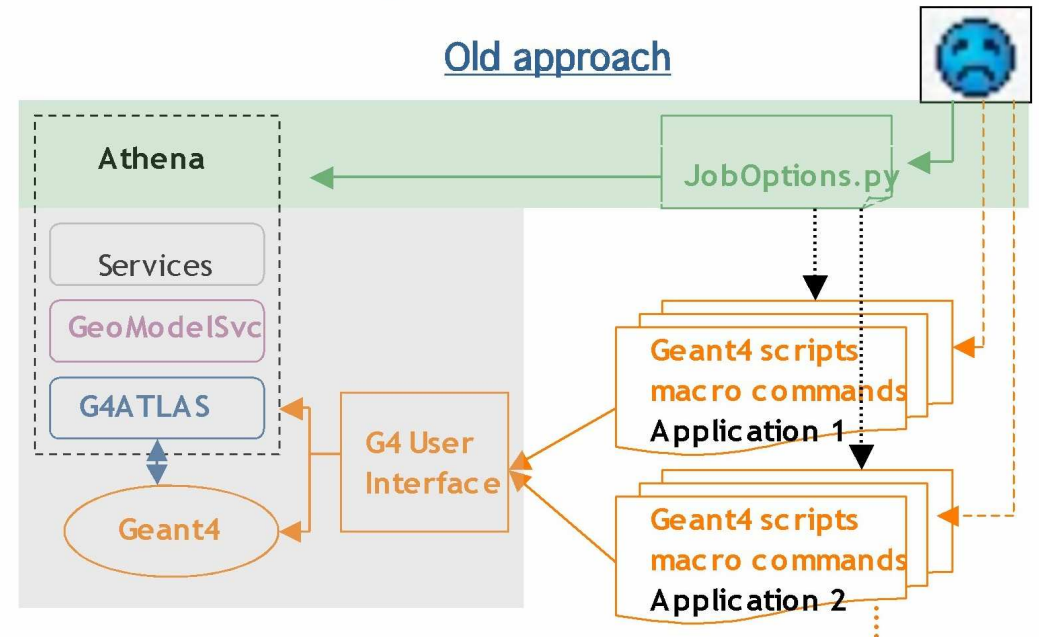 Old approach
Athena
JobOptions.py
Services
GeoModelSvc
G4ATLAS
Geant4
G4 User
Interface
Geant4 scripts
macro commands
Application 1
Geant4 scripts
macro commands
Application 2